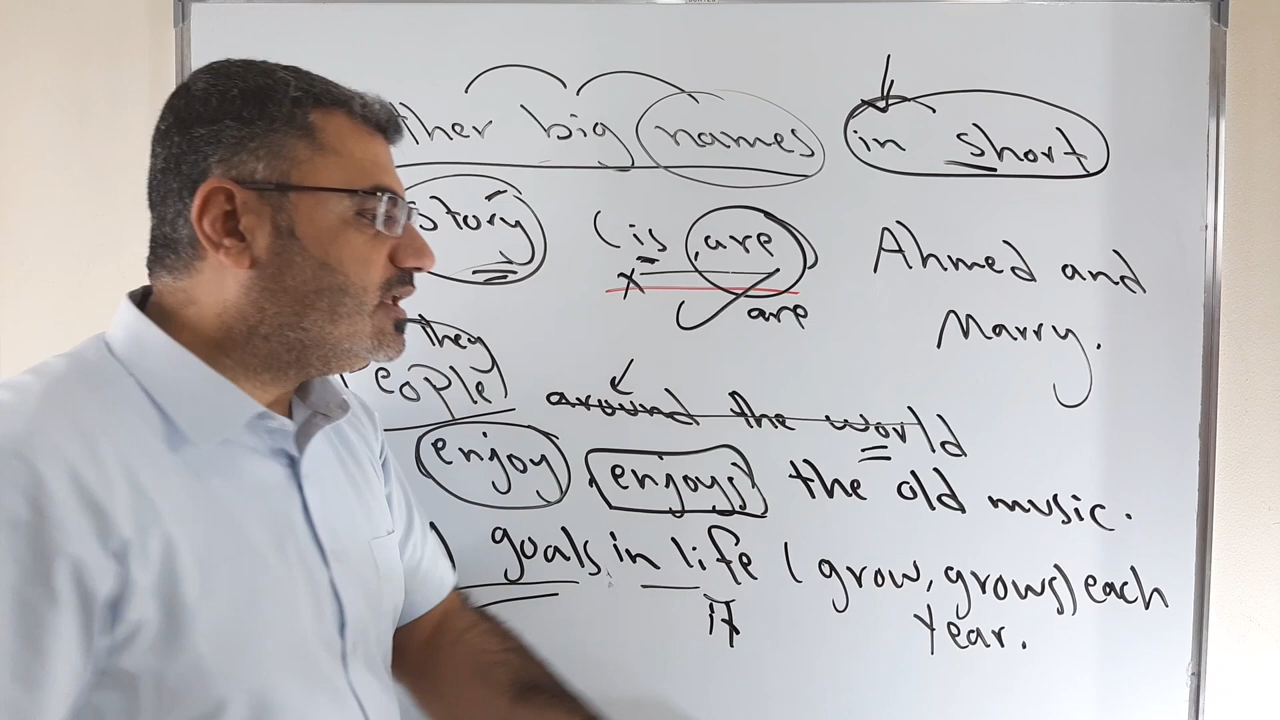 ther big names in short
story (is are) Ahmed and
x are Marry.
they
eople around the world
enjoy (enjoys) the old music.
) goals in life (grow, grows) each
it year.